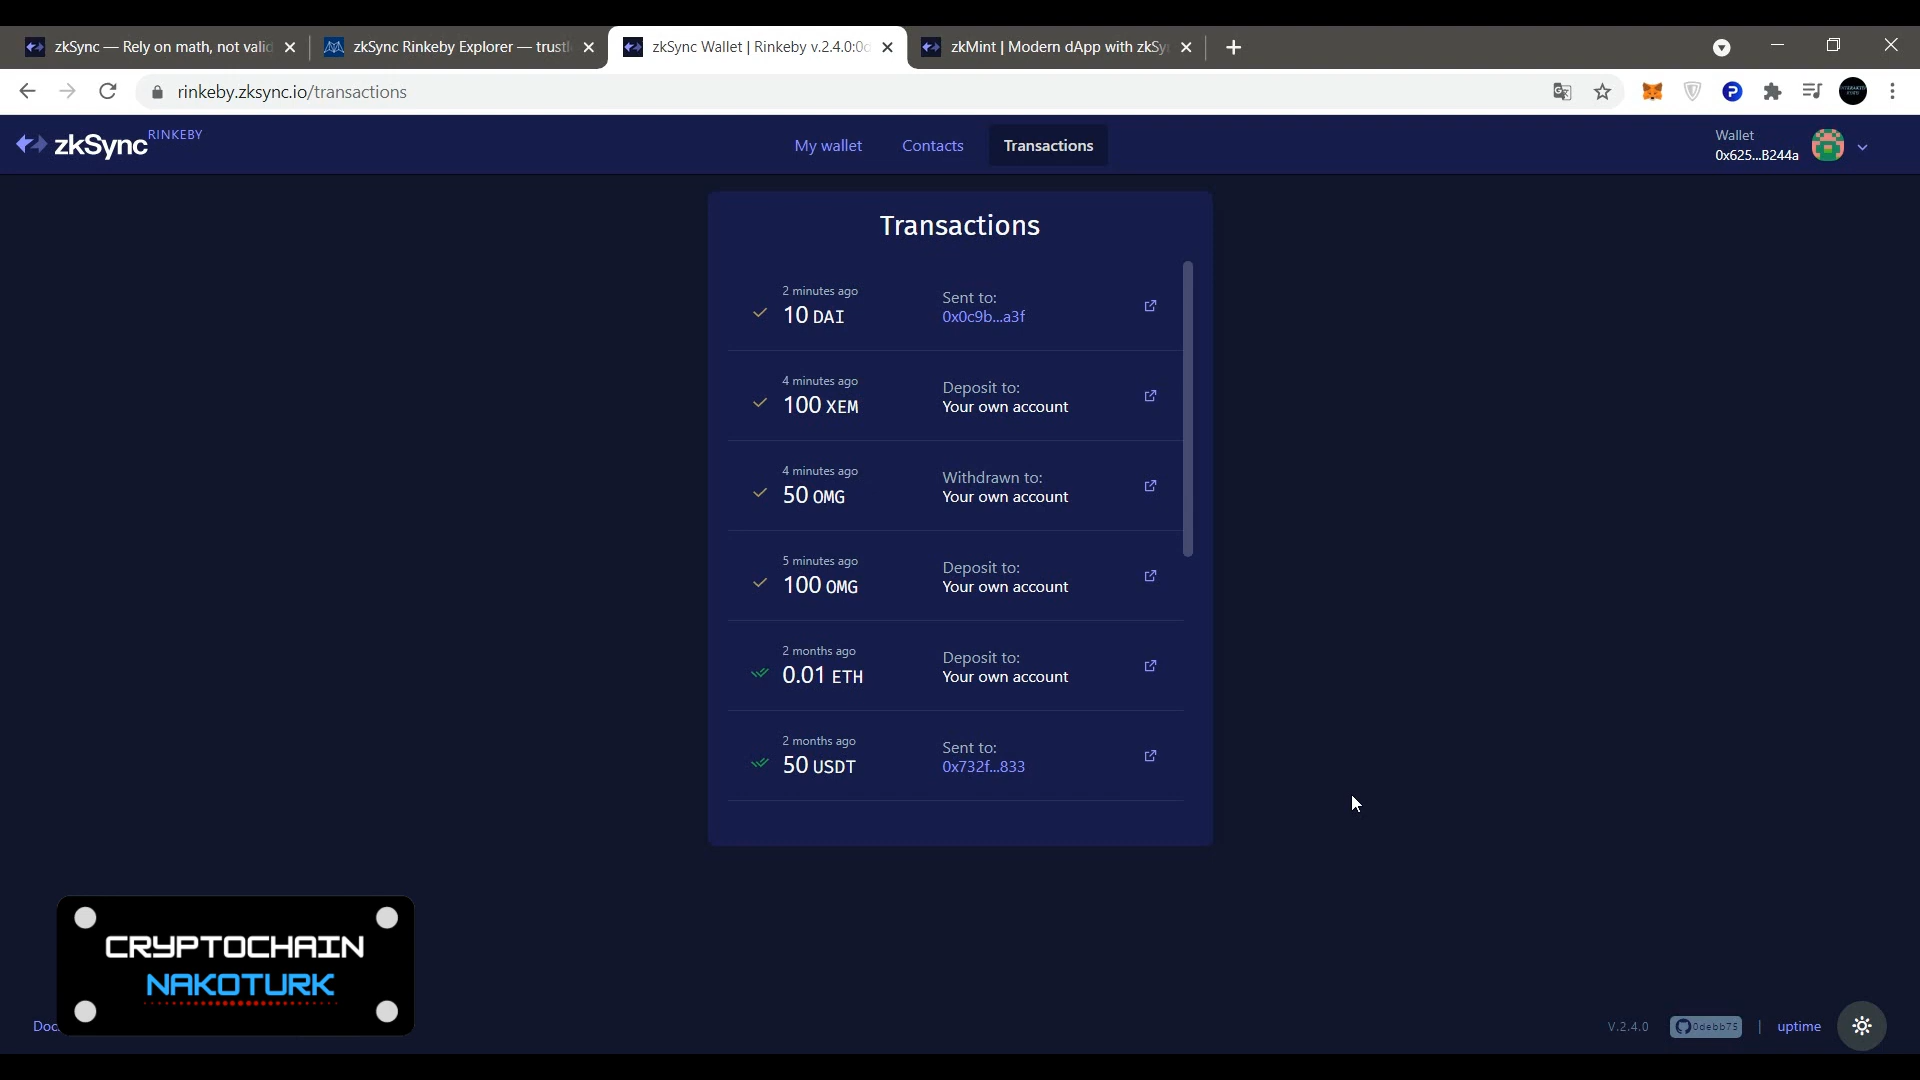 zkSync — Rely on math, not valid
zkSync Rinkeby Explorer — trustl
zkSync Wallet | Rinkeby v.2.4.0:0d
zkMint | Modern dApp with zkSy
rinkeby.zksync.io/transactions
zkSync RINKEBY
My wallet
Contacts
Transactions
Wallet
0x625...B244a
Transactions
2 minutes ago
10 DAI
Sent to:
0x0c9b...a3f
4 minutes ago
100 XEM
Deposit to:
Your own account
4 minutes ago
50 OMG
Withdrawn to:
Your own account
5 minutes ago
100 OMG
Deposit to:
Your own account
2 months ago
0.01 ETH
Deposit to:
Your own account
2 months ago
50 USDT
Sent to:
0x732f...833
CRYPTOCHAIN
NAKOTURK
Doc
V.2.4.0
0debb75
|
uptime